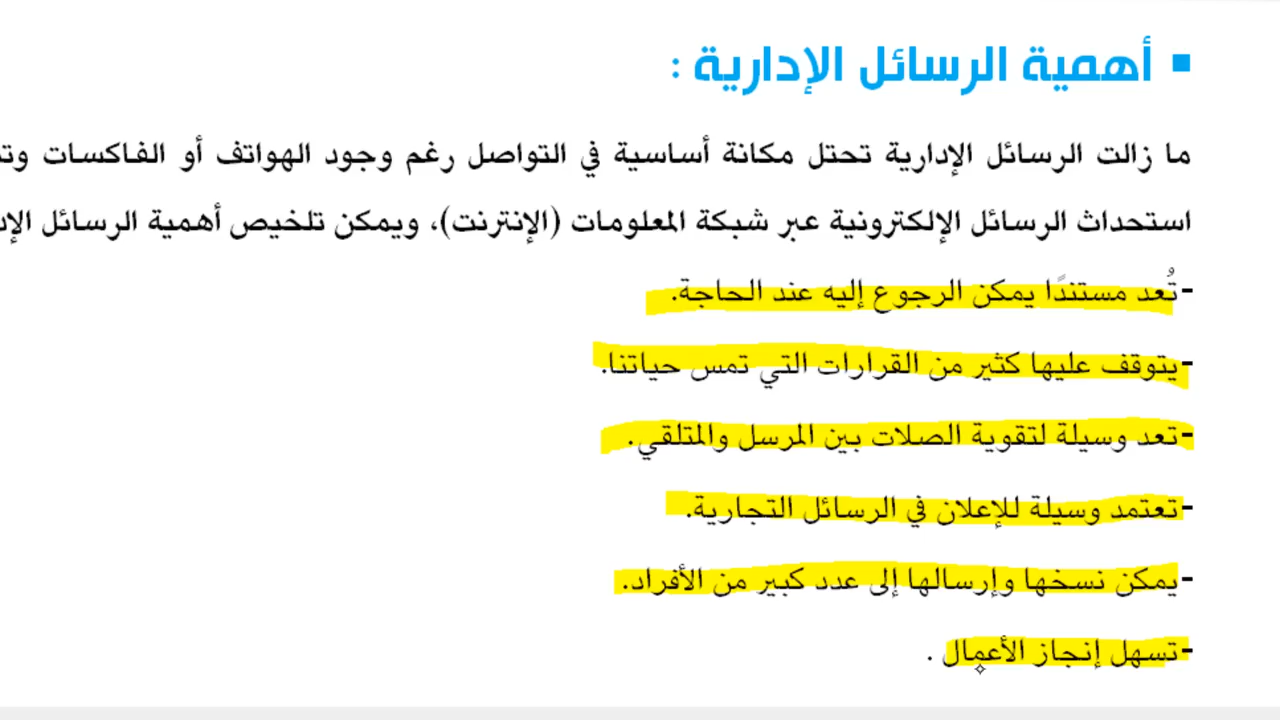 ▪ أهمية الرسائل الإدارية :
ما زالت الرسائل الإدارية تحتل مكانة أساسية في التواصل رغم وجود الهواتف أو الفاكسات
استحداث الرسائل الإلكترونية عبر شبكة المعلومات (الإنترنت)، ويمكن تلخيص أهمية الرسائل
-تُعد مستندًا يمكن الرجوع إليه عند الحاجة.
-يتوقف عليها كثير من القرارات التي تمس حياتنا.
-تعد وسيلة لتقوية الصلات بين المرسل والمتلقي.
-تعتمد وسيلة للإعلان في الرسائل التجارية.
-يمكن نسخها وإرسالها إلى عدد كبير من الأفراد.
-تسهل إنجاز الأعمال .